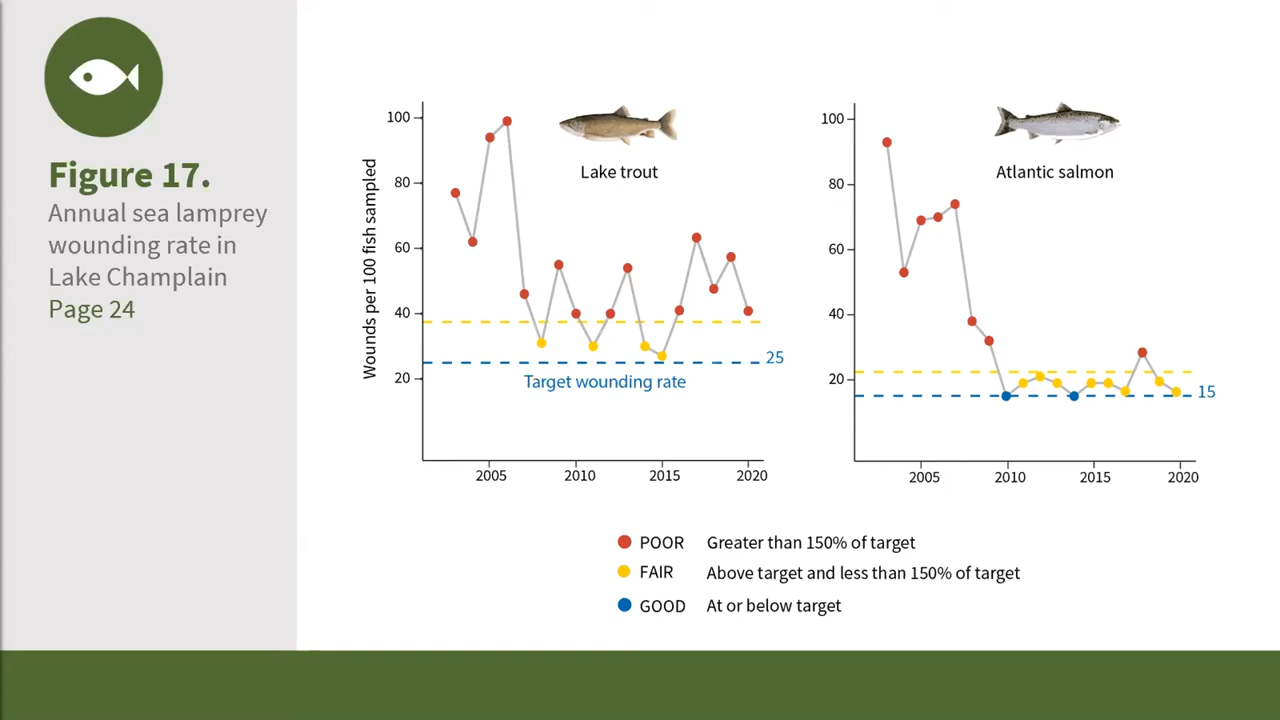 Figure 17.
Annual sea lamprey
wounding rate in
Lake Champlain
Page 24
Wounds per 100 fish sampled
100
80
60
40
20
Lake trout
25
Target wounding rate
2005 2010 2015 2020
100
80
60
40
20
Atlantic salmon
15
2005 2010 2015 2020
POOR Greater than 150% of target
FAIR Above target and less than 150% of target
GOOD At or below target